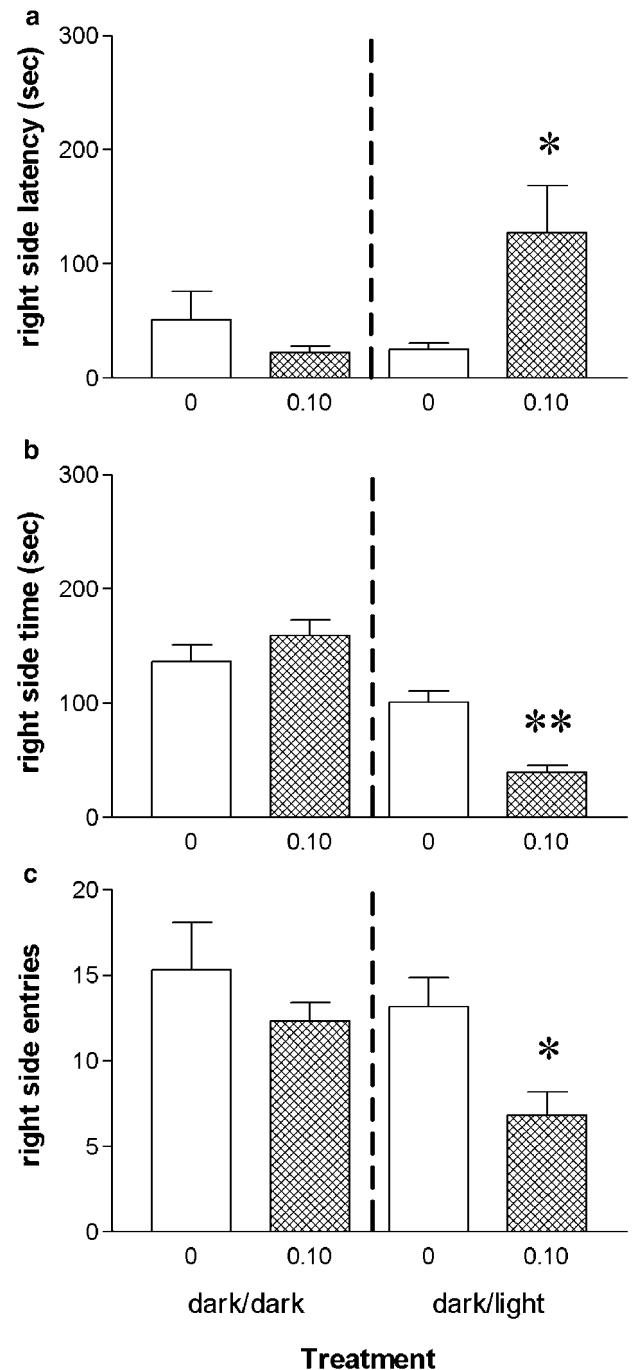 a
right side latency (sec)
300
200
100
0
*
0 0.10 0 0.10
b
right side time (sec)
300
200
100
0
**
0 0.10 0 0.10
c
right side entries
20
15
10
5
0
*
0 0.10 0 0.10
dark/dark dark/light
Treatment